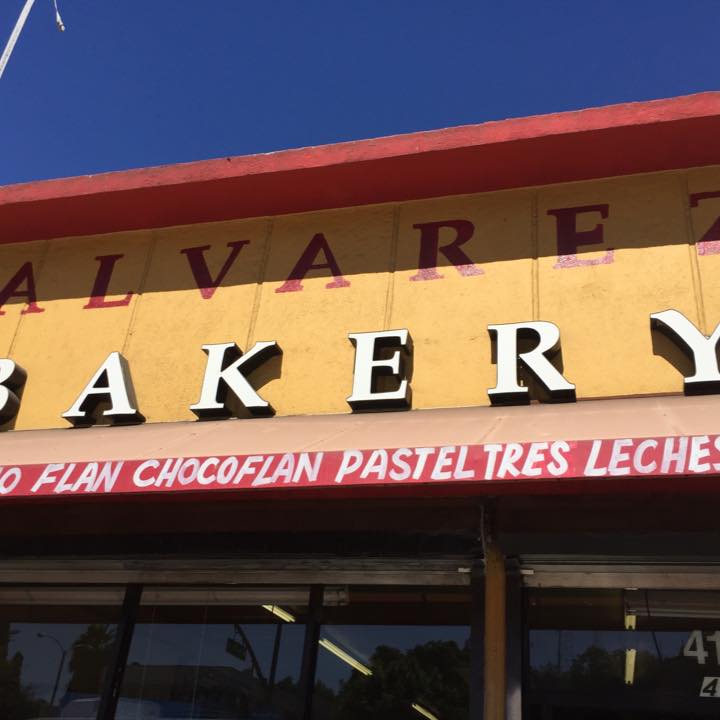 ALVAREZ
BAKERY
FLAN CHOCOFLAN PASTEL TRES LECHES